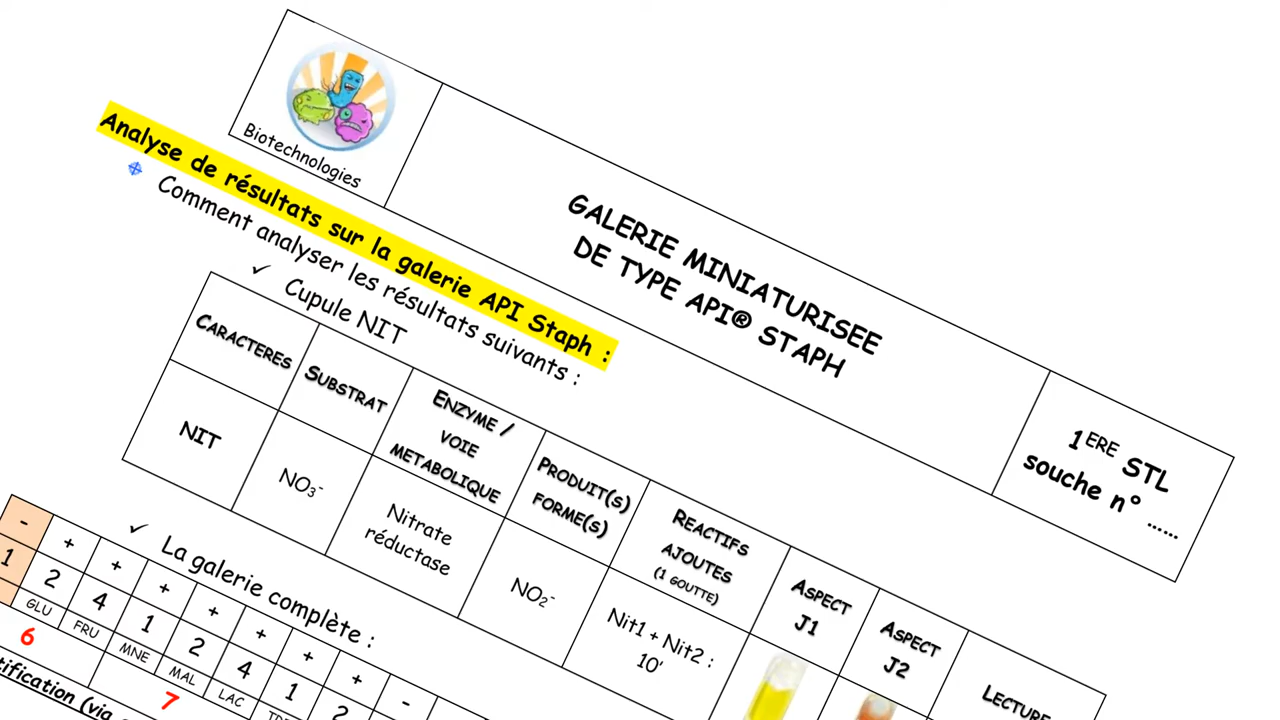 Biotechnologies
GALERIE MINIATURISEE
DE TYPE API® STAPH
1ERE STL
souche n° ……
Analyse de résultats sur la galerie API Staph :
Comment analyser les résultats suivants :
✓ Cupule NIT
CARACTERES
SUBSTRAT
ENZYME /
VOIE
METABOLIQUE
PRODUIT(S)
FORME(S)
REACTIFS
AJOUTES
(1 GOUTTE)
ASPECT
J1
ASPECT
J2
LECTURE
NIT
NO₃⁻
Nitrate
réductase
NO₂⁻
Nit1 + Nit2 :
10'
✓ La galerie complète :
- + + + + + + + -
1 2 4 1 2 4 1 2
GLU FRU MNE MAL LAC
6 7